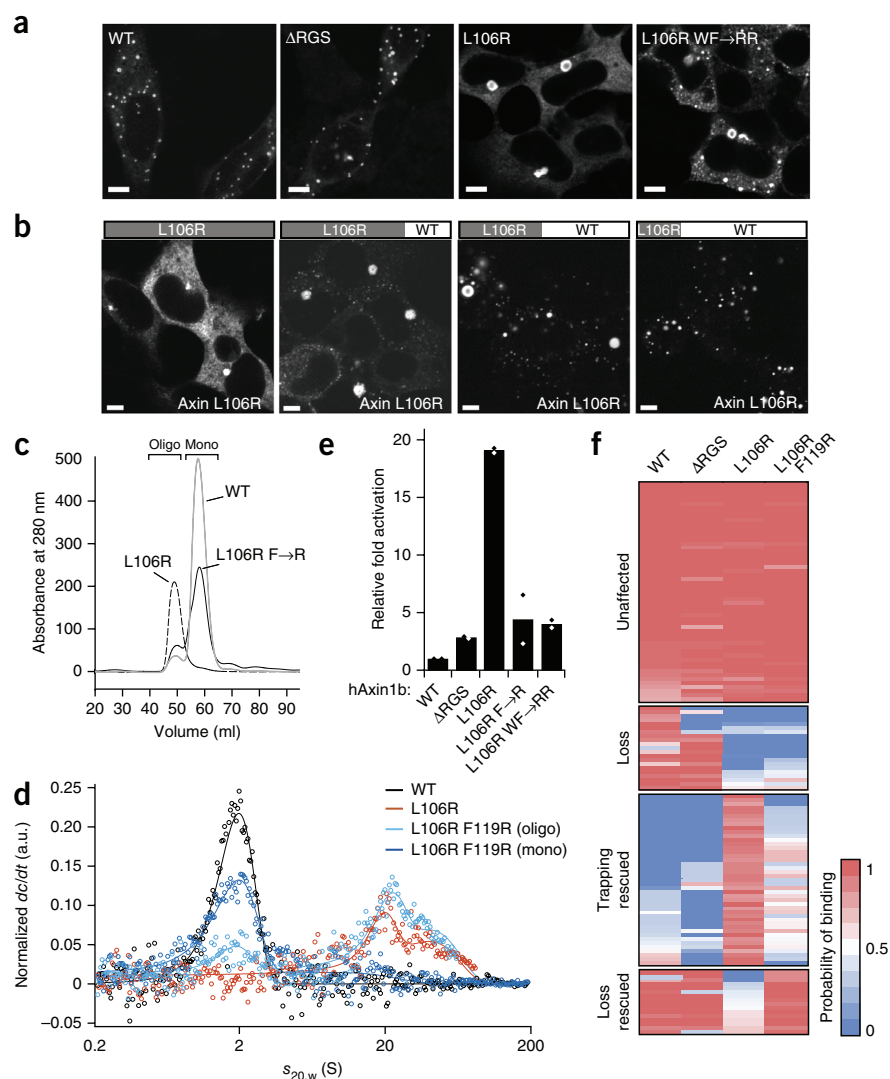 a
WT
ΔRGS
L106R
L106R WF→RR
b
L106R
L106R
WT
L106R
WT
L106R
WT
Axin L106R
Axin L106R
Axin L106R
Axin L106R
c
Oligo Mono
500
400
300
200
100
0
Absorbance at 280 nm
WT
L106R
L106R F→R
20 30 40 50 60 70 80 90
Volume (ml)
e
20
15
10
5
0
Relative fold activation
hAxin1b:
WT
ΔRGS
L106R
L106R F→R
L106R WF→RR
f
WT
ΔRGS
L106R
L106R
F119R
Unaffected
Loss
Trapping
rescued
Loss
rescued
1
0.5
0
Probability of binding
d
0.25
0.20
0.15
0.10
0.05
0
–0.05
Normalized dc/dt (a.u.)
WT
L106R
L106R F119R (oligo)
L106R F119R (mono)
0.2 2 20 200
s20,w (S)